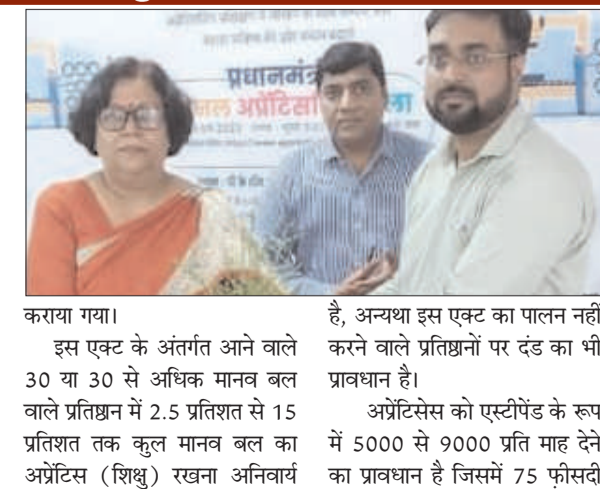 प्रधानमंत्र
नल अप्रेंटिस ला
कराया गया।
इस एक्ट के अंतर्गत आने वाले
30 या 30 से अधिक मानव बल
वाले प्रतिष्ठान में 2.5 प्रतिशत से 15
प्रतिशत तक कुल मानव बल का
अप्रेंटिस (शिक्षु) रखना अनिवार्य
है, अन्यथा इस एक्ट का पालन नहीं
करने वाले प्रतिष्ठानों पर दंड का भी
प्रावधान है।
अप्रेंटिसेस को एस्टीपेंड के रूप
में 5000 से 9000 प्रति माह देने
का प्रावधान है जिसमें 75 फीसदी